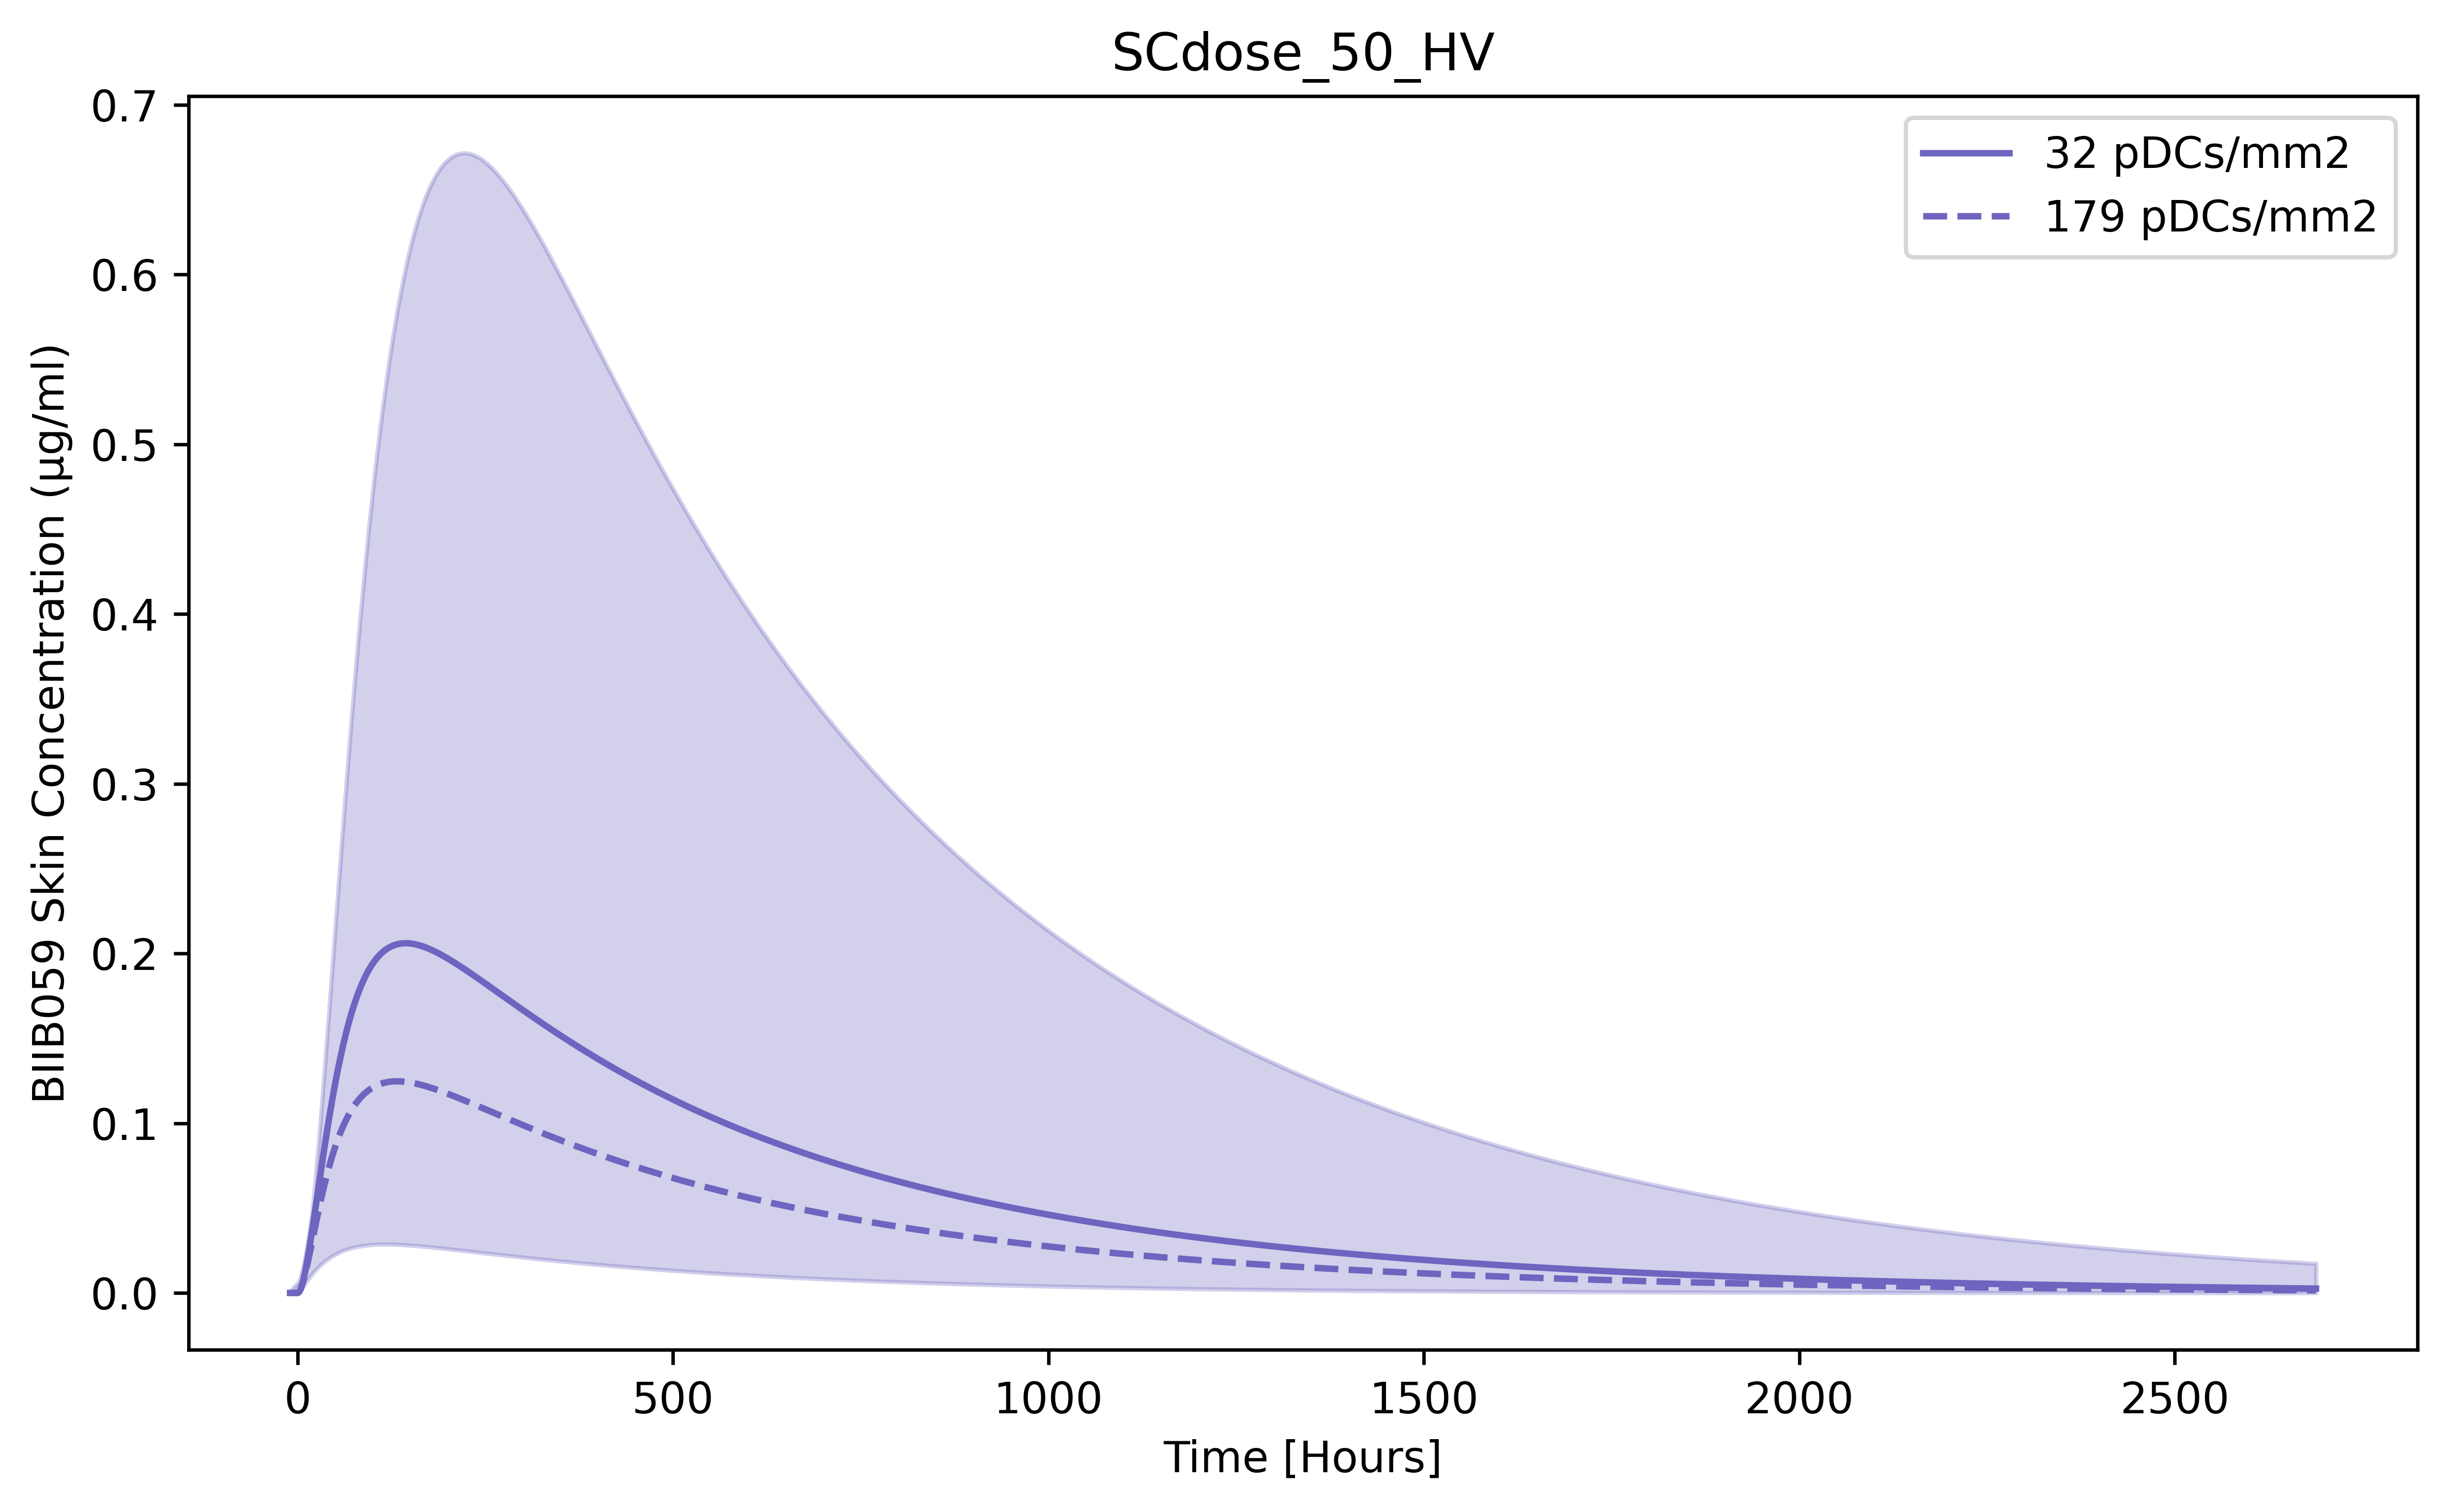 SCdose_50_HV
0.7
0.6
0.5
0.4
0.3
0.2
0.1
0.0
BIIB059 Skin Concentration (µg/ml)
32 pDCs/mm2
179 pDCs/mm2
0 500 1000 1500 2000 2500
Time [Hours]